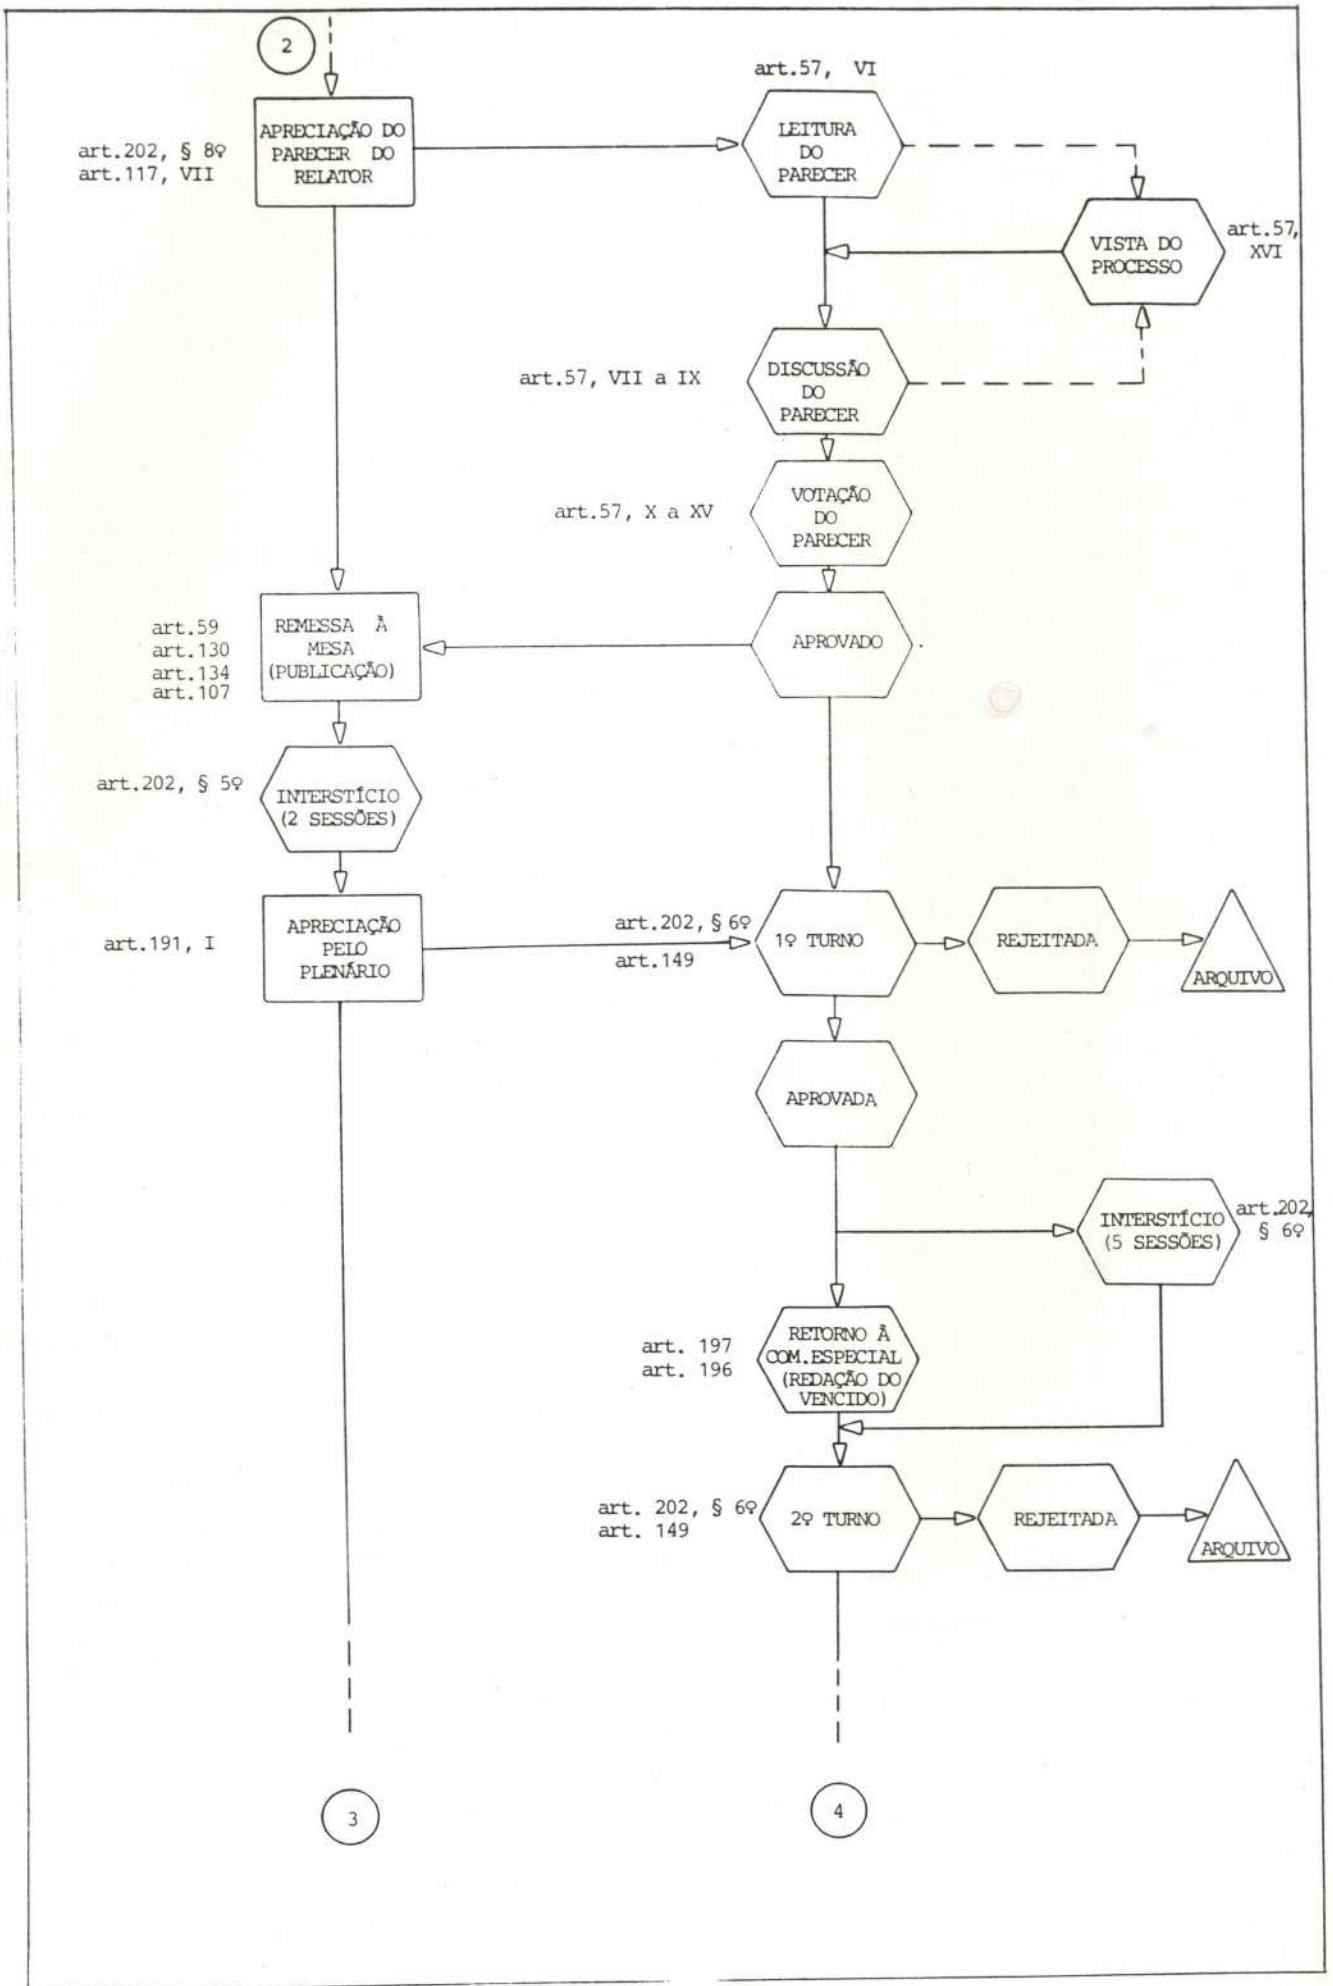 2
art.57, VI
APRECIAÇÃO DO
PARECER DO
RELATOR
art.202, § 8º
art.117, VII
LEITURA
DO
PARECER
VISTA DO
PROCESSO
art.57,
XVI
art.57, VII a IX
DISCUSSÃO
DO
PARECER
art.57, X a XV
VOTAÇÃO
DO
PARECER
art.59
art.130
art.134
art.107
REMESSA À
MESA
(PUBLICAÇÃO)
APROVADO
art.202, § 5º
INTERSTÍCIO
(2 SESSÕES)
art.191, I
APRECIAÇÃO
PELO
PLENÁRIO
art.202, § 6º
art.149
1º TURNO
REJEITADA
ARQUIVO
APROVADA
INTERSTÍCIO
(5 SESSÕES)
art.202,
§ 6º
art. 197
art. 196
RETORNO À
COM.ESPECIAL
(REDAÇÃO DO
VENCIDO)
art. 202, § 6º
art. 149
2º TURNO
REJEITADA
ARQUIVO
3
4